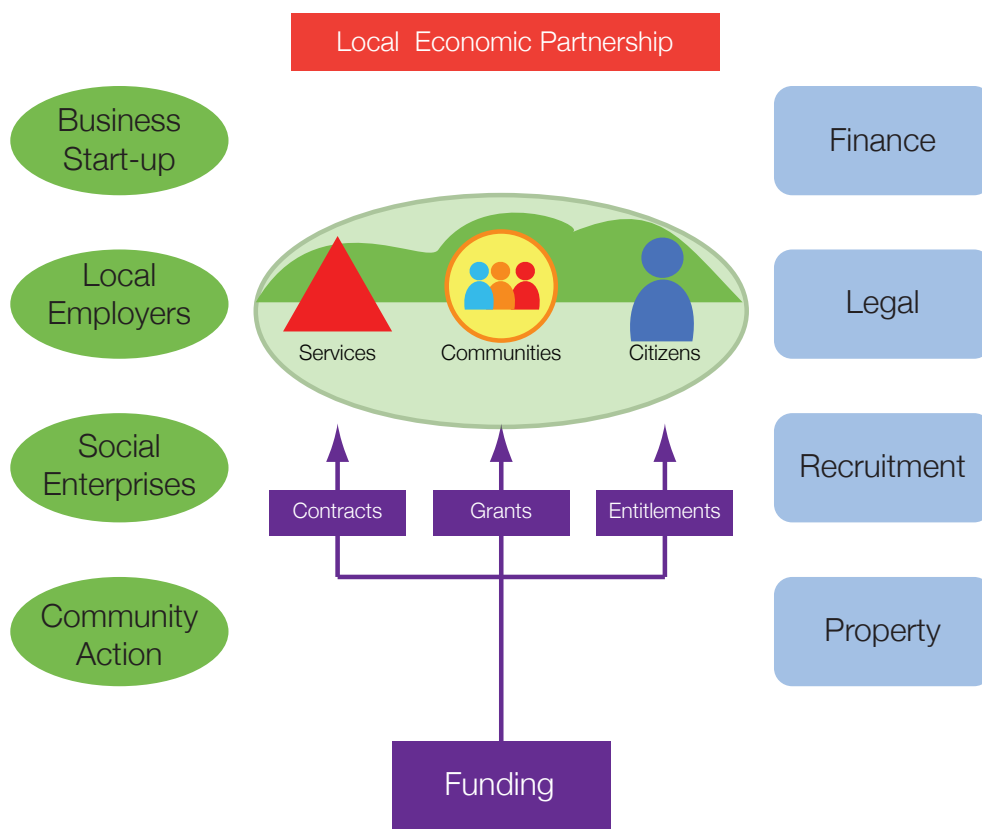 Local Economic Partnership
Business
Start-up
Local
Employers
Social
Enterprises
Community
Action
Services
Communities
Citizens
Contracts
Grants
Entitlements
Funding
Finance
Legal
Recruitment
Property